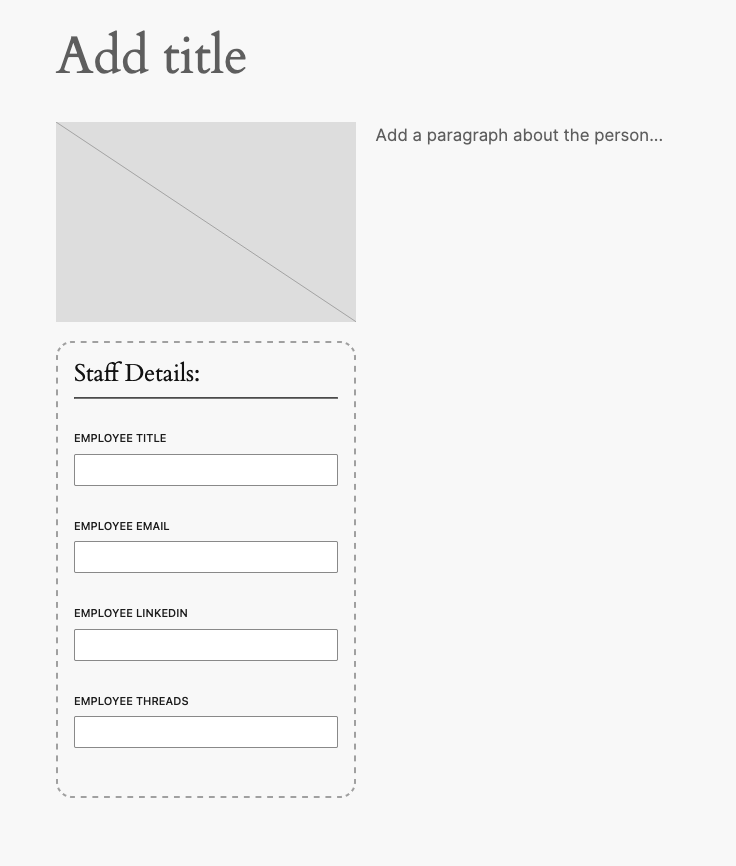 Add title
Add a paragraph about the person...
Staff Details:
EMPLOYEE TITLE
EMPLOYEE EMAIL
EMPLOYEE LINKEDIN
EMPLOYEE THREADS